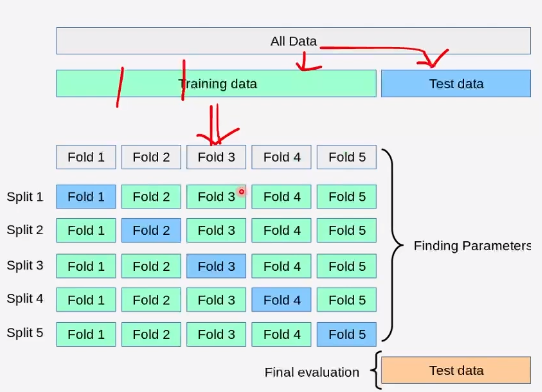 All Data
Training data Test data
Fold 1 Fold 2 Fold 3 Fold 4 Fold 5
Split 1 Fold 1 Fold 2 Fold 3 Fold 4 Fold 5
Split 2 Fold 1 Fold 2 Fold 3 Fold 4 Fold 5
Finding Parameters
Split 3 Fold 1 Fold 2 Fold 3 Fold 4 Fold 5
Split 4 Fold 1 Fold 2 Fold 3 Fold 4 Fold 5
Split 5 Fold 1 Fold 2 Fold 3 Fold 4 Fold 5
Final evaluation Test data